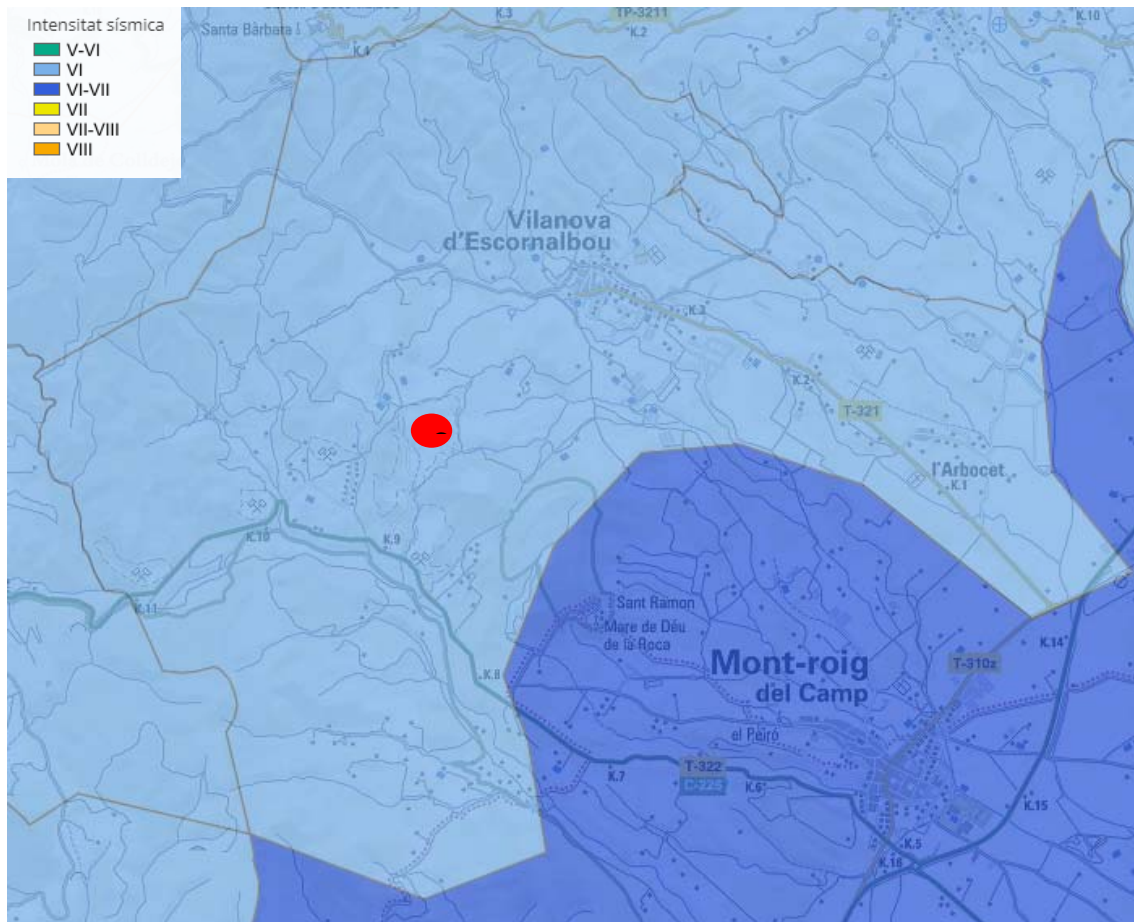 Intensitat sísmica
V-VI
VI
VI-VII
VII
VII-VIII
VIII
Santa Bàrbara
K.1
K.3
TP-3211
K.2
K.10
Vilanova
d'Escornalbou
K.3
K.2
T-321
l'Arbocet
K.1
K.10
K.9
K.11
Sant Ramon
Mare de Déu
de la Roca
K.14
K.8
Mont-roig
del Camp
T-310z
el Peiró
K.7
T-322
C-225
K.6
K.15
K.5
K.16